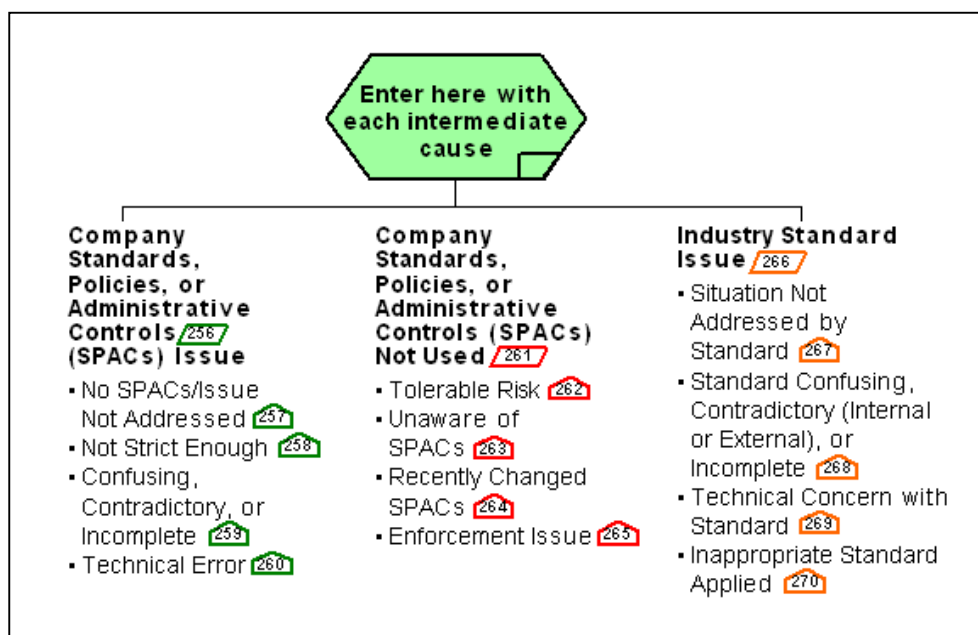 Enter here with
each intermediate
cause
Company
Standards,
Policies, or
Administrative
Controls 256
(SPACs) Issue
▪ No SPACs/Issue
Not Addressed 257
▪ Not Strict Enough 258
▪ Confusing,
Contradictory, or
Incomplete 259
▪ Technical Error 260
Company
Standards,
Policies, or
Administrative
Controls (SPACs)
Not Used 261
▪ Tolerable Risk 262
▪ Unaware of
SPACs 263
▪ Recently Changed
SPACs 264
▪ Enforcement Issue 265
Industry Standard
Issue 266
▪ Situation Not
Addressed by
Standard 267
▪ Standard Confusing,
Contradictory (Internal
or External), or
Incomplete 268
▪ Technical Concern with
Standard 269
▪ Inappropriate Standard
Applied 270